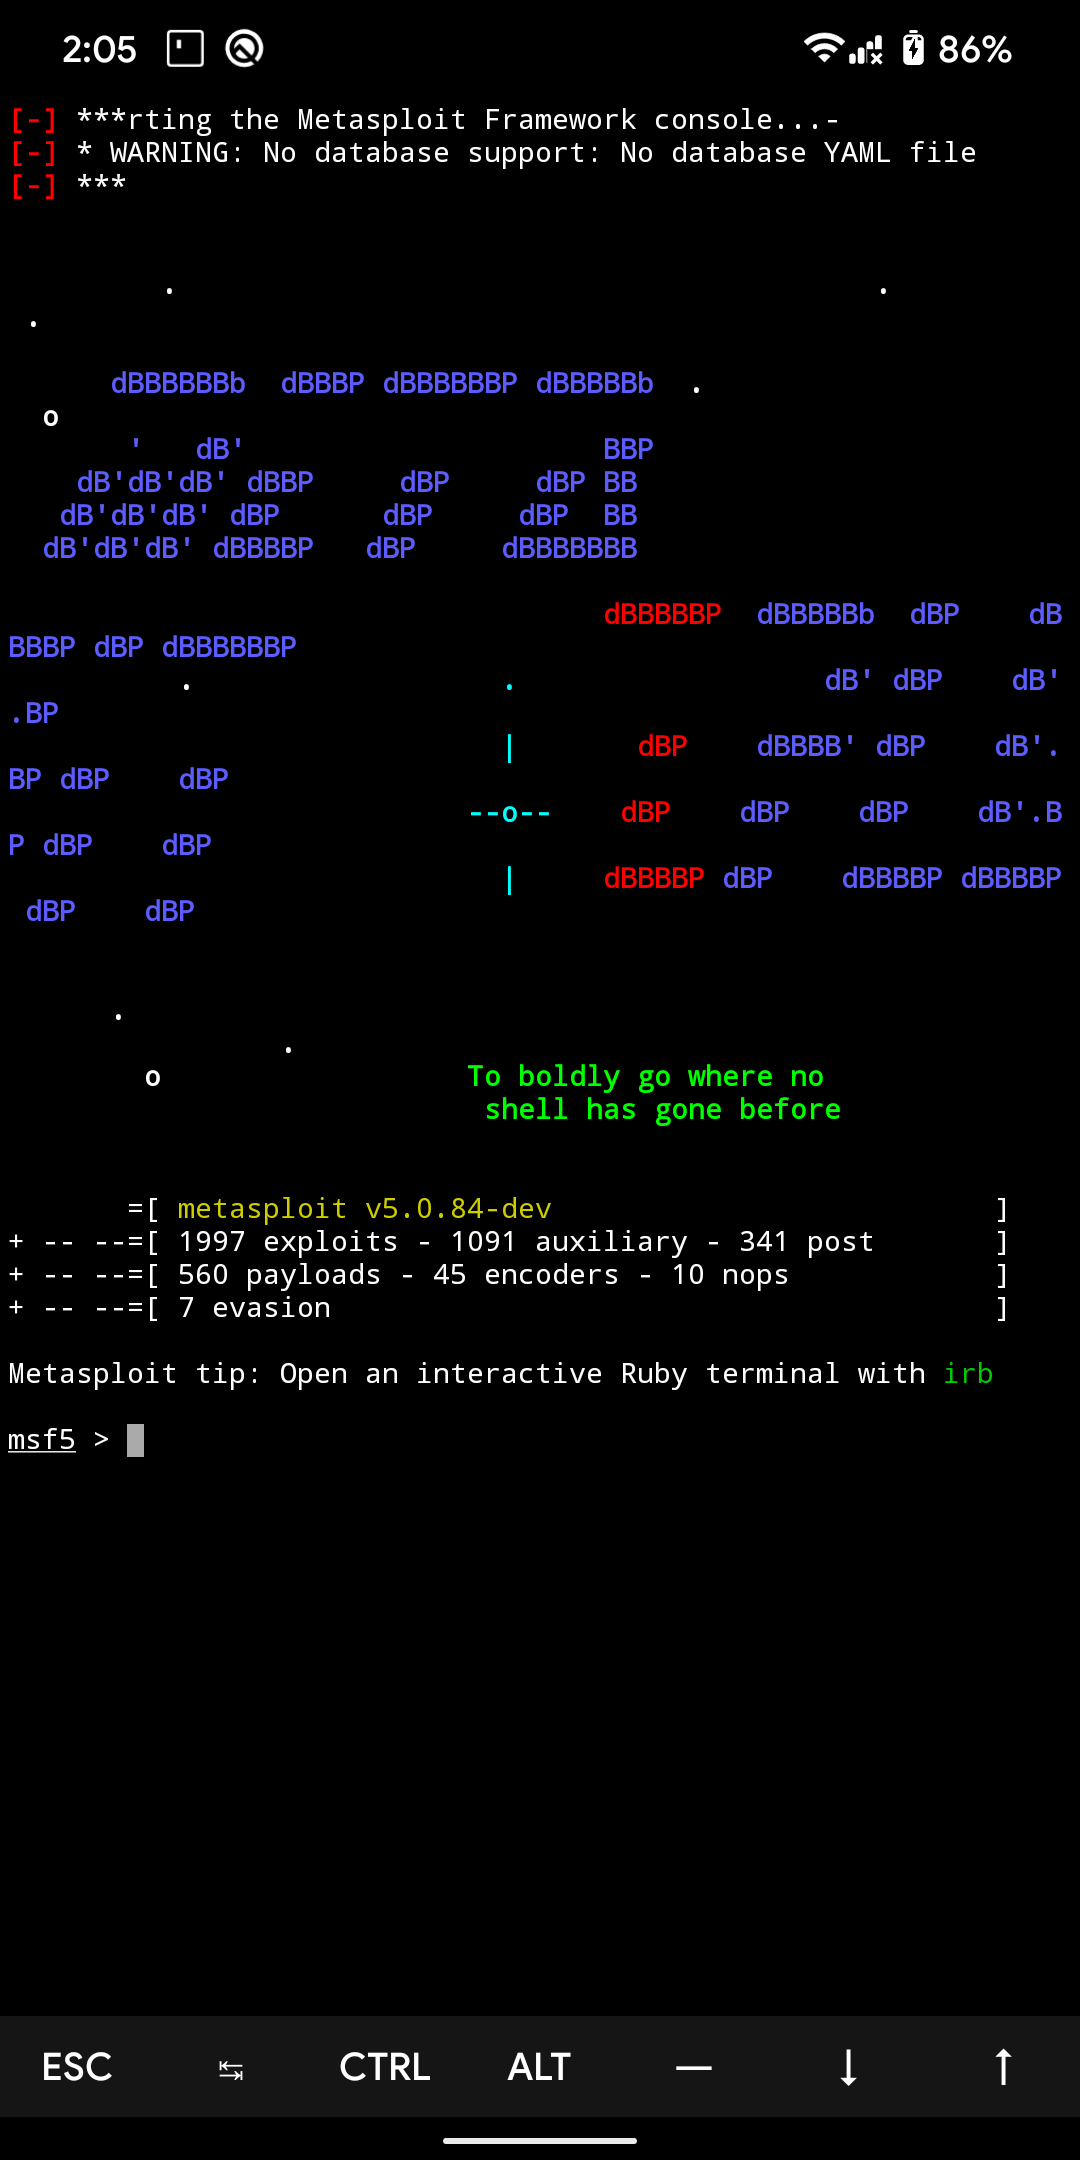 2:05 86%
[-] ***rting the Metasploit Framework console...-
[-] * WARNING: No database support: No database YAML file
[-] ***
         .                                         .
 .
      dBBBBBBb  dBBBP dBBBBBBP dBBBBBb  .
  o
       '   dB'                     BBP
    dB'dB'dB' dBBP     dBP     dBP BB
   dB'dB'dB' dBP      dBP     dBP  BB
  dB'dB'dB' dBBBBP   dBP     dBBBBBBB
                                   dBBBBBP  dBBBBBb  dBP    dB
BBBP dBP dBBBBBBP
          .                  .                  dB' dBP    dB'
.BP
                             |       dBP    dBBBB' dBP    dB'.
BP dBP    dBP
                           --o--    dBP    dBP    dBP    dB'.B
P dBP    dBP
                             |     dBBBBP dBP    dBBBBP dBBBBP
 dBP    dBP
      .
                .
        o                  To boldly go where no
                            shell has gone before
       =[ metasploit v5.0.84-dev                          ]
+ -- --=[ 1997 exploits - 1091 auxiliary - 341 post       ]
+ -- --=[ 560 payloads - 45 encoders - 10 nops            ]
+ -- --=[ 7 evasion                                       ]
Metasploit tip: Open an interactive Ruby terminal with irb
msf5 >
ESC ↹ CTRL ALT — ↓ ↑